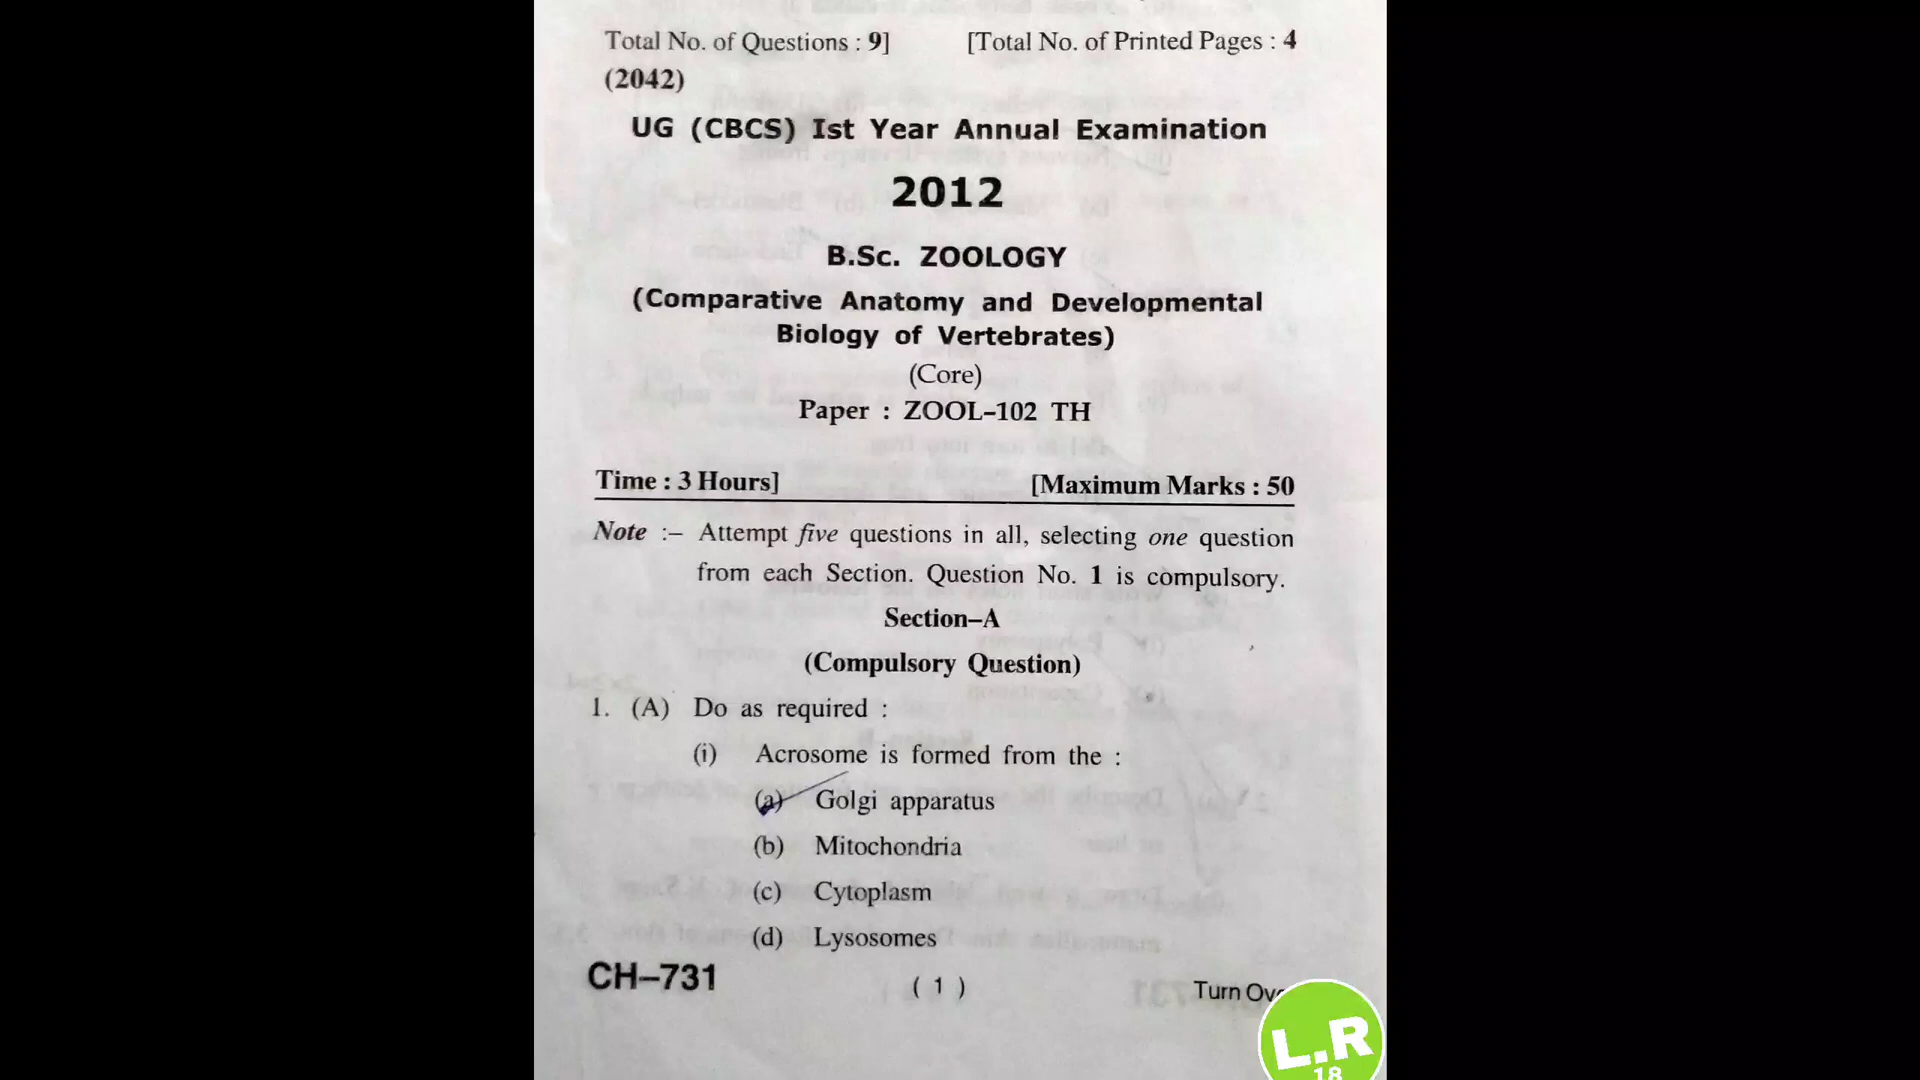 Total No. of Questions : 9] [Total No. of Printed Pages : 4
(2042)
UG (CBCS) Ist Year Annual Examination
2012
B.Sc. ZOOLOGY
(Comparative Anatomy and Developmental
Biology of Vertebrates)
(Core)
Paper : ZOOL-102 TH
Time : 3 Hours] [Maximum Marks : 50
Note :– Attempt five questions in all, selecting one question
from each Section. Question No. 1 is compulsory.
Section–A
(Compulsory Question)
1. (A) Do as required :
(i) Acrosome is formed from the :
(a) Golgi apparatus
(b) Mitochondria
(c) Cytoplasm
(d) Lysosomes
CH–731 ( 1 ) Turn Ov
L.R
18